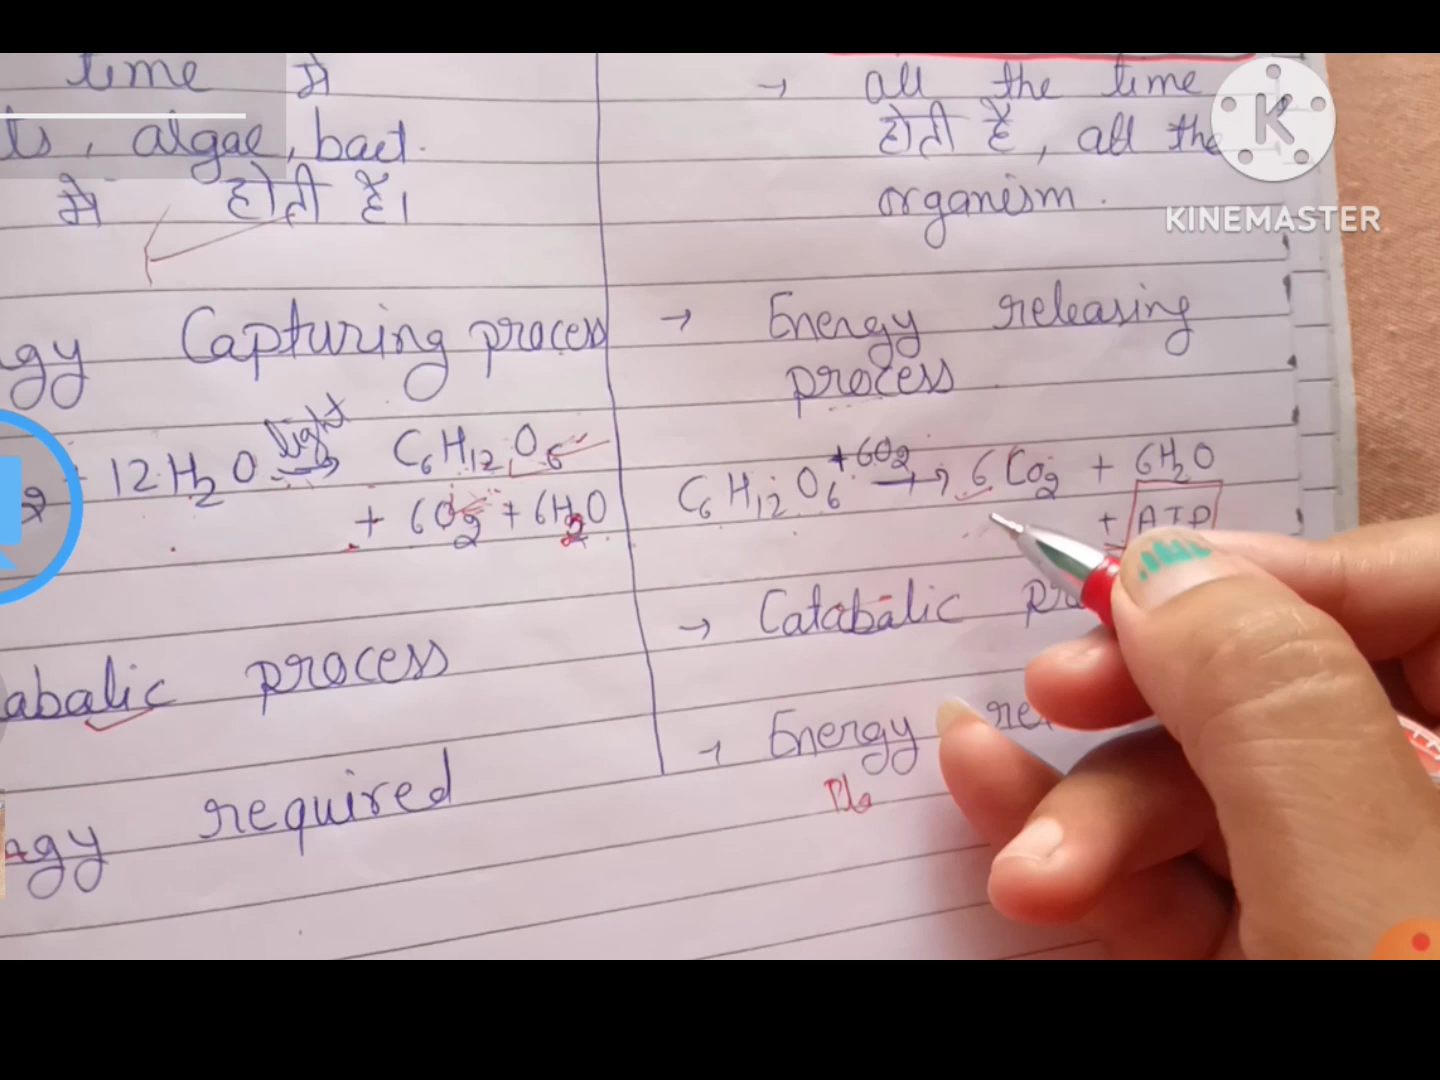 time में
ts, algae, bact.
में होती है।
gy Capturing process
2 + 12H₂O light → C₆H₁₂O₆
+ 6O₂ + 6H₂O
abalic process
gy required
→ all the time
होती है, all the
organism.
→ Energy releasing
process
C₆H₁₂O₆ + 6O₂ → 6CO₂ + 6H₂O
+ ATP
→ Catabalic
→ Energy
KINEMASTER